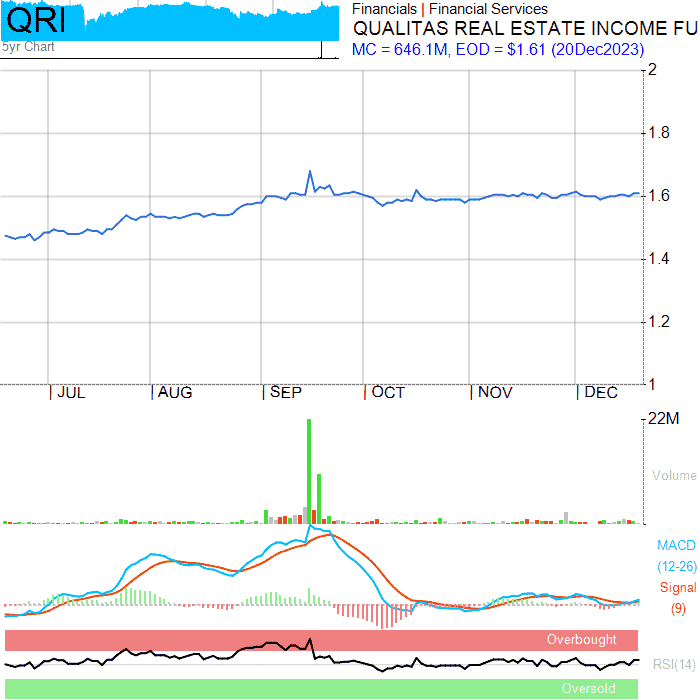 QRI
5yr Chart
Financials | Financial Services
QUALITAS REAL ESTATE INCOME FU
MC = 646.1M, EOD = $1.61 (20Dec2023)
2
1.8
1.6
1.4
1.2
1
JUL
AUG
SEP
OCT
NOV
DEC
22M
Volume
MACD
(12-26)
Signal
(9)
Overbought
RSI(14)
Oversold